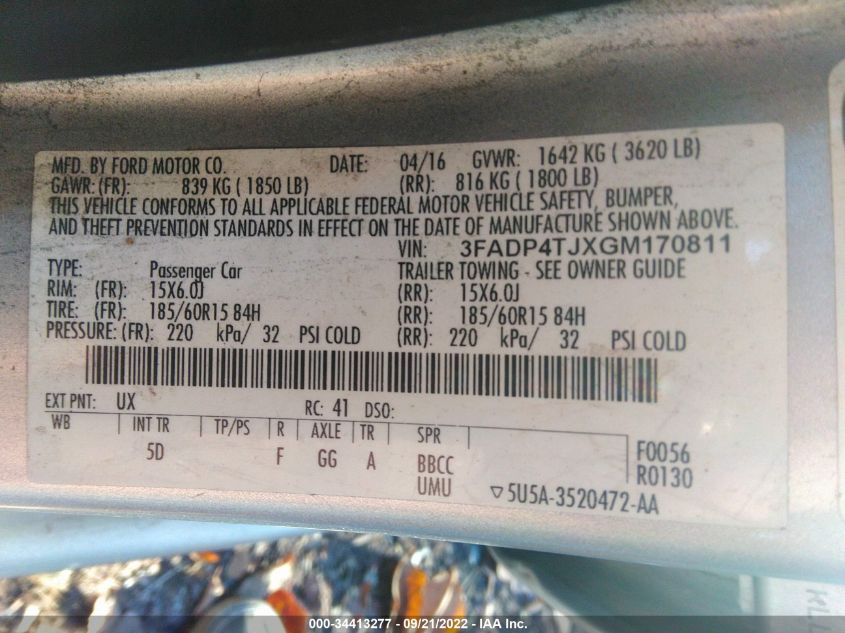 MFD. BY FORD MOTOR CO. DATE: 04/16 GVWR: 1642 KG ( 3620 LB)
GAWR: (FR): 839 KG ( 1850 LB) (RR): 816 KG ( 1800 LB)
THIS VEHICLE CONFORMS TO ALL APPLICABLE FEDERAL MOTOR VEHICLE SAFETY, BUMPER,
AND THEFT PREVENTION STANDARDS IN EFFECT ON THE DATE OF MANUFACTURE SHOWN ABOVE.
VIN: 3FADP4TJXGM170811
TYPE: Passenger Car TRAILER TOWING - SEE OWNER GUIDE
RIM: (FR): 15X6.0J (RR): 15X6.0J
TIRE: (FR): 185/60R15 84H (RR): 185/60R15 84H
PRESSURE: (FR): 220 kPa/ 32 PSI COLD (RR): 220 kPa/ 32 PSI COLD
EXT PNT: UX RC: 41 DSO:
WB INT TR TP/PS R AXLE TR SPR
5D F GG A BBCC F0056
UMU R0130
▽5U5A-3520472-AA
000-34413277 - 09/21/2022 - IAA Inc.